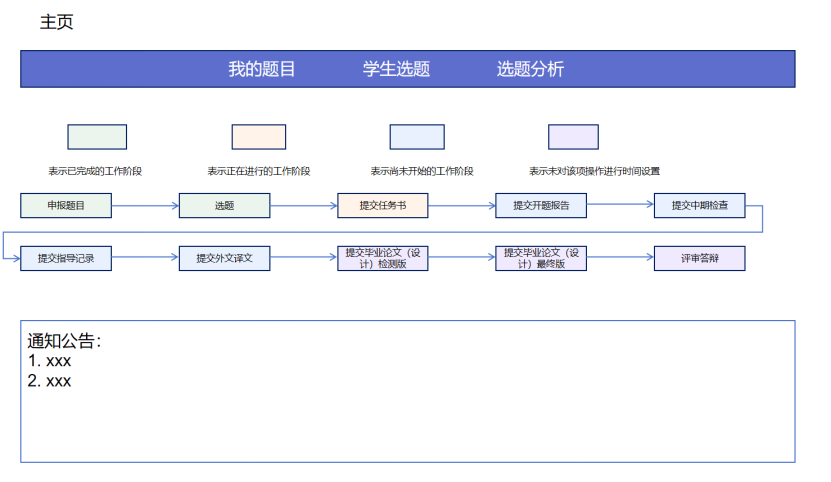 主页
我的题目 学生选题 选题分析
表示已完成的工作阶段 表示正在进行的工作阶段 表示尚未开始的工作阶段 表示未对该项操作进行时间设置
申报题目 选题 提交任务书 提交开题报告 提交中期检查
提交指导记录 提交外文译文 提交毕业论文（设
计）检测版 提交毕业论文（设
计）最终版 评审答辩
通知公告：
1. xxx
2. xxx